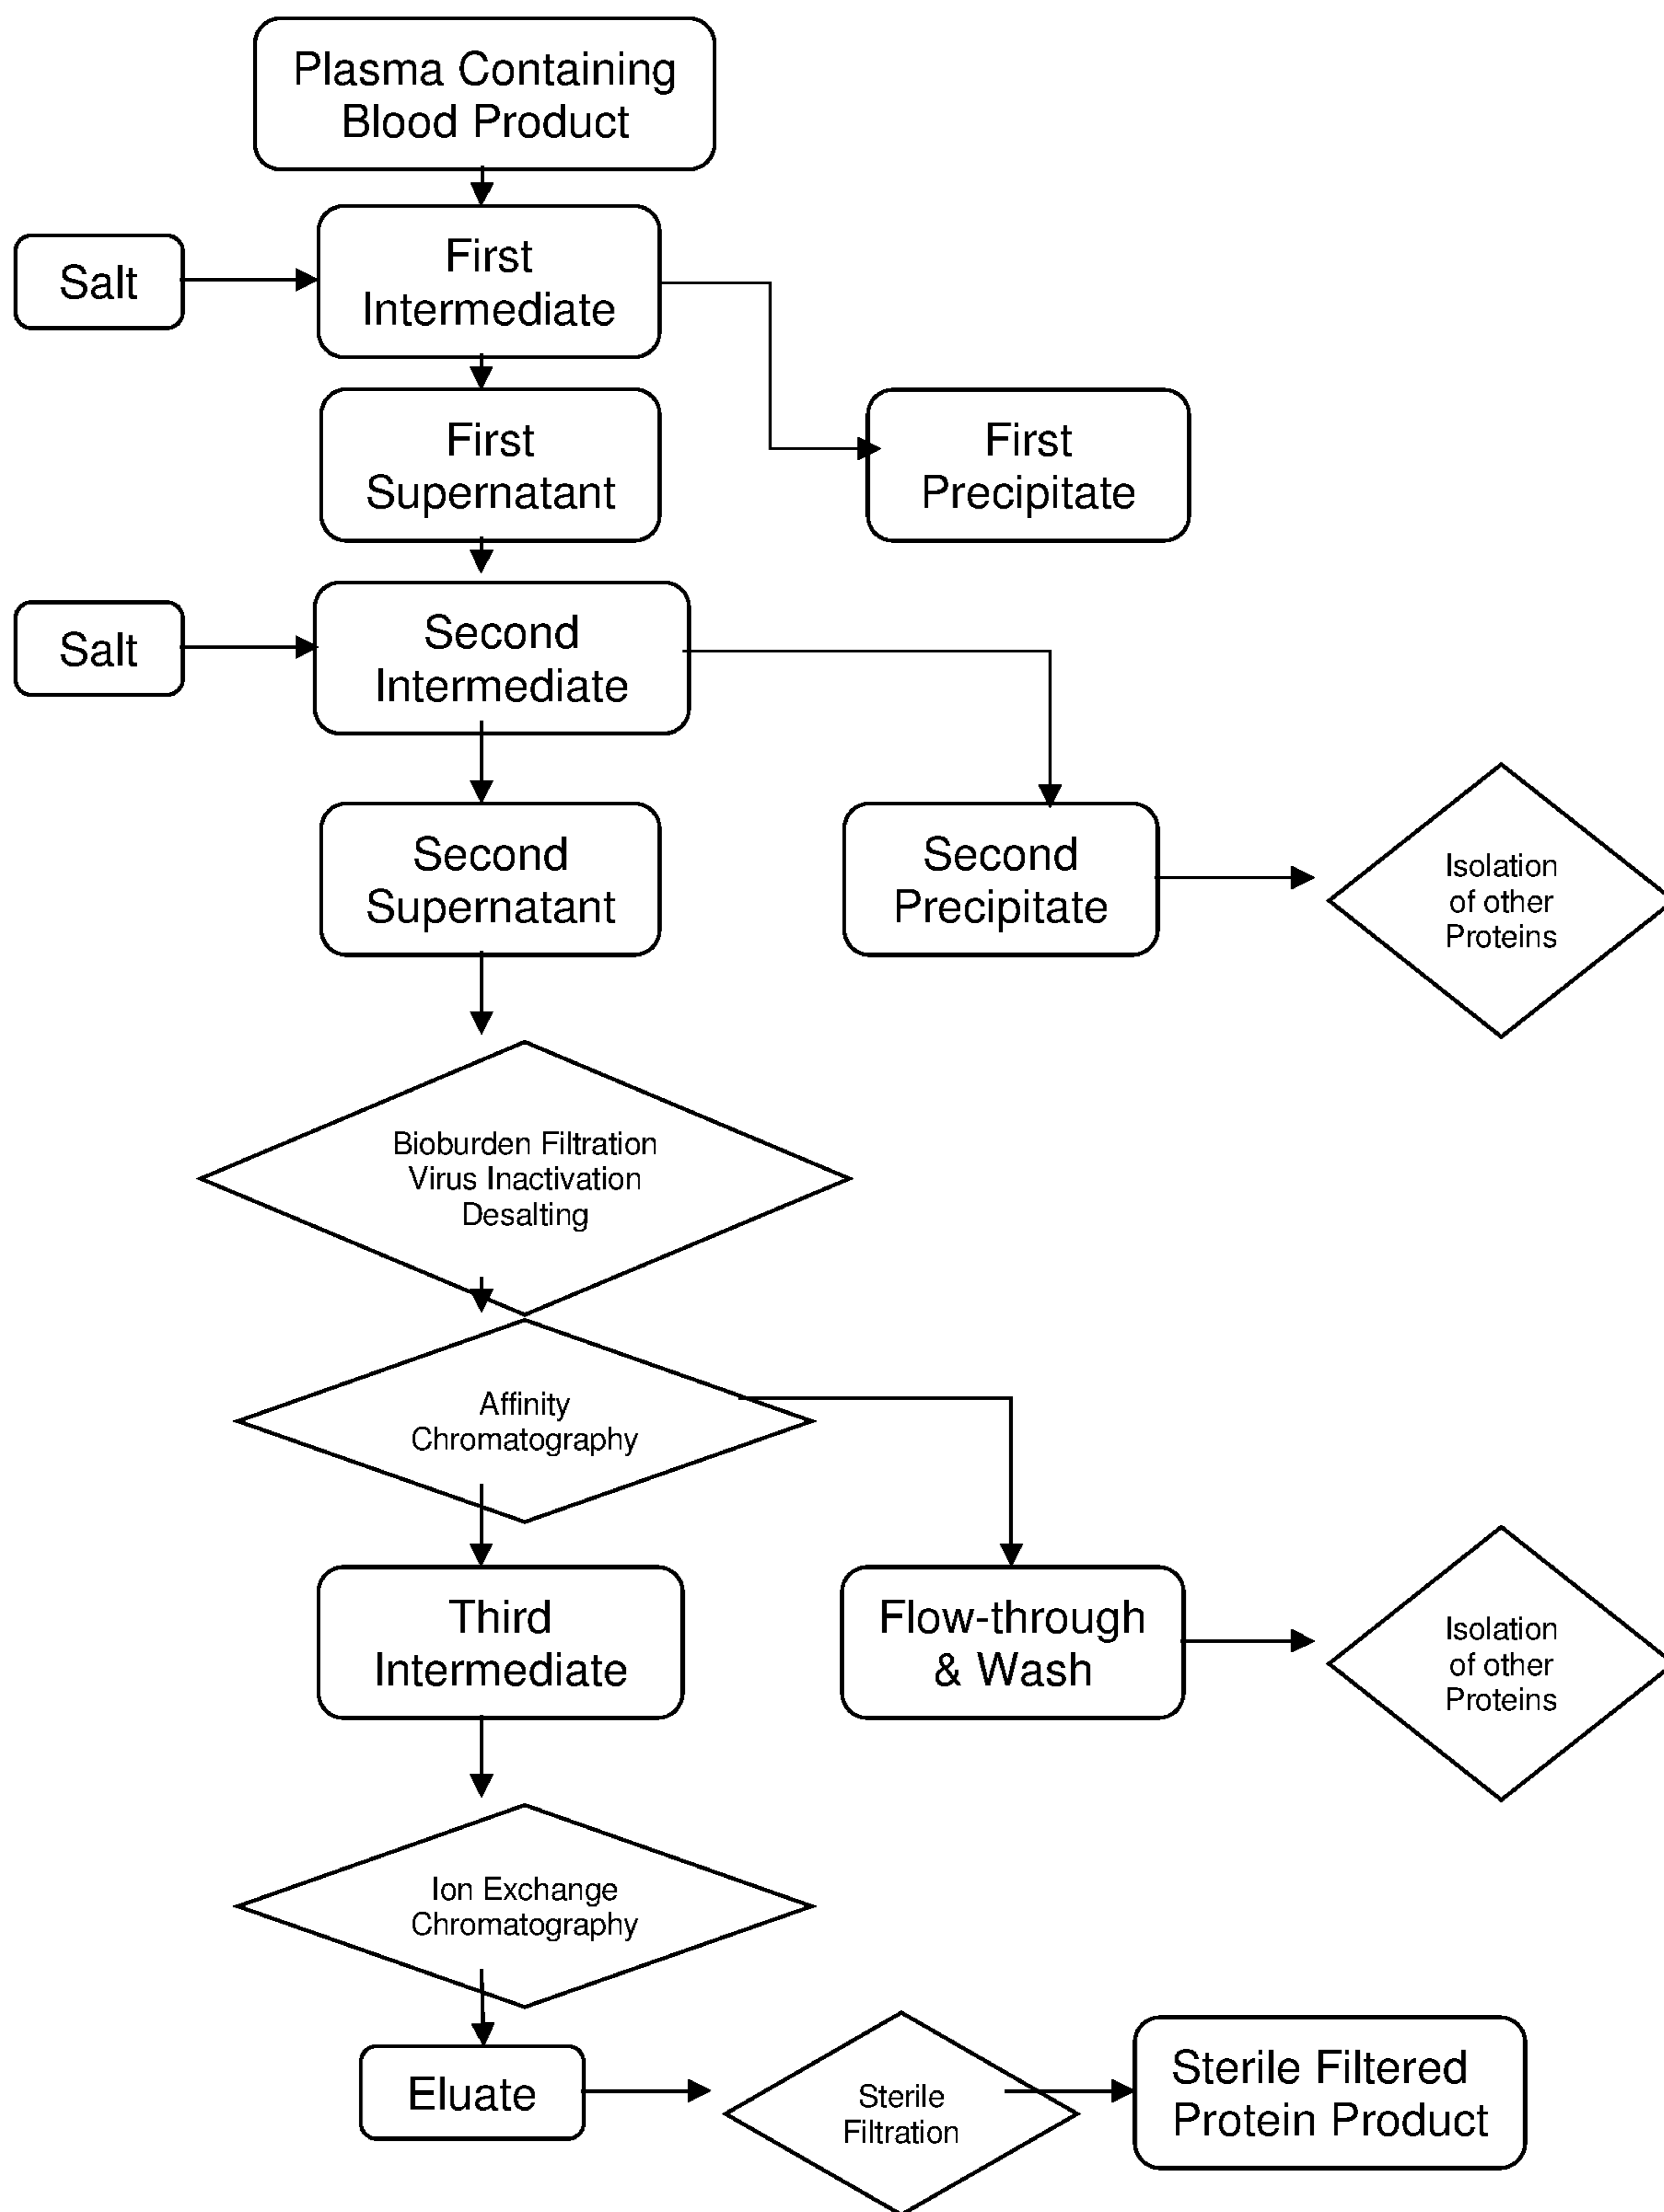 Plasma Containing
Blood Product
Salt
First
Intermediate
First
Supernatant
First
Precipitate
Salt
Second
Intermediate
Second
Supernatant
Second
Precipitate
Isolation
of other
Proteins
Bioburden Filtration
Virus Inactivation
Desalting
Affinity
Chromatography
Third
Intermediate
Flow-through
& Wash
Isolation
of other
Proteins
Ion Exchange
Chromatography
Eluate
Sterile
Filtration
Sterile Filtered
Protein Product